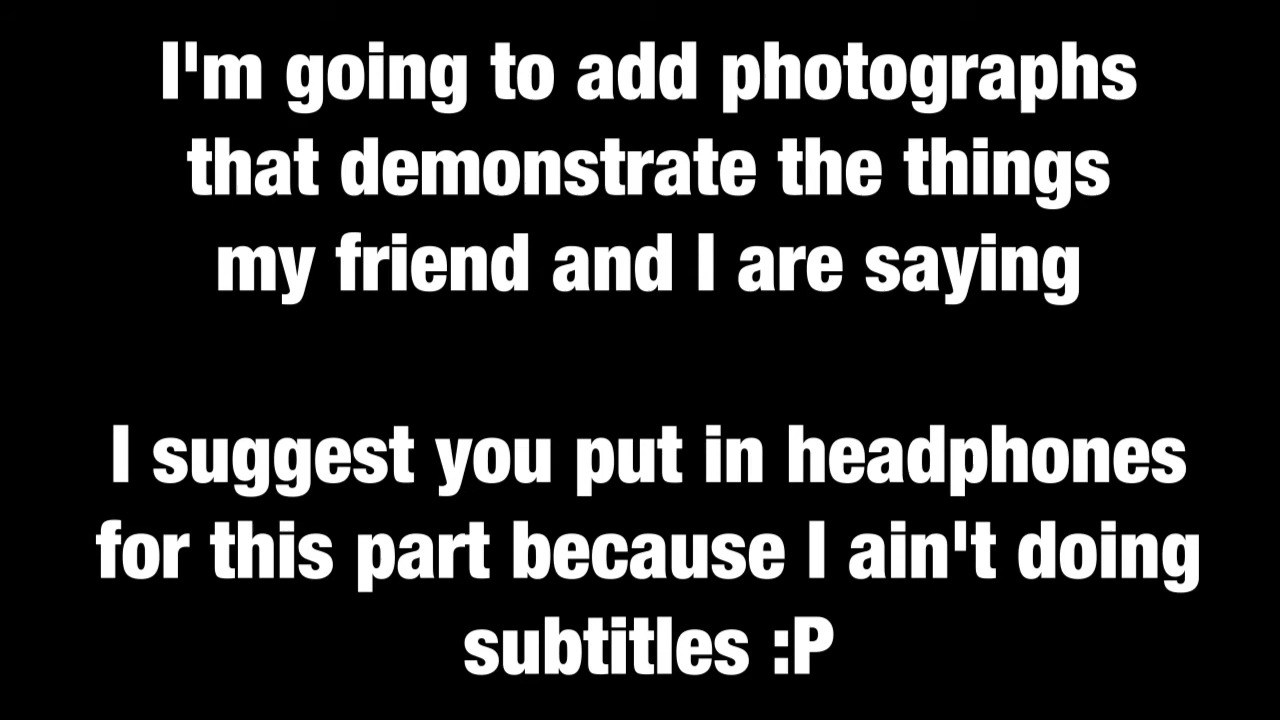 I'm going to add photographs
that demonstrate the things
my friend and I are saying
I suggest you put in headphones
for this part because I ain't doing
subtitles :P